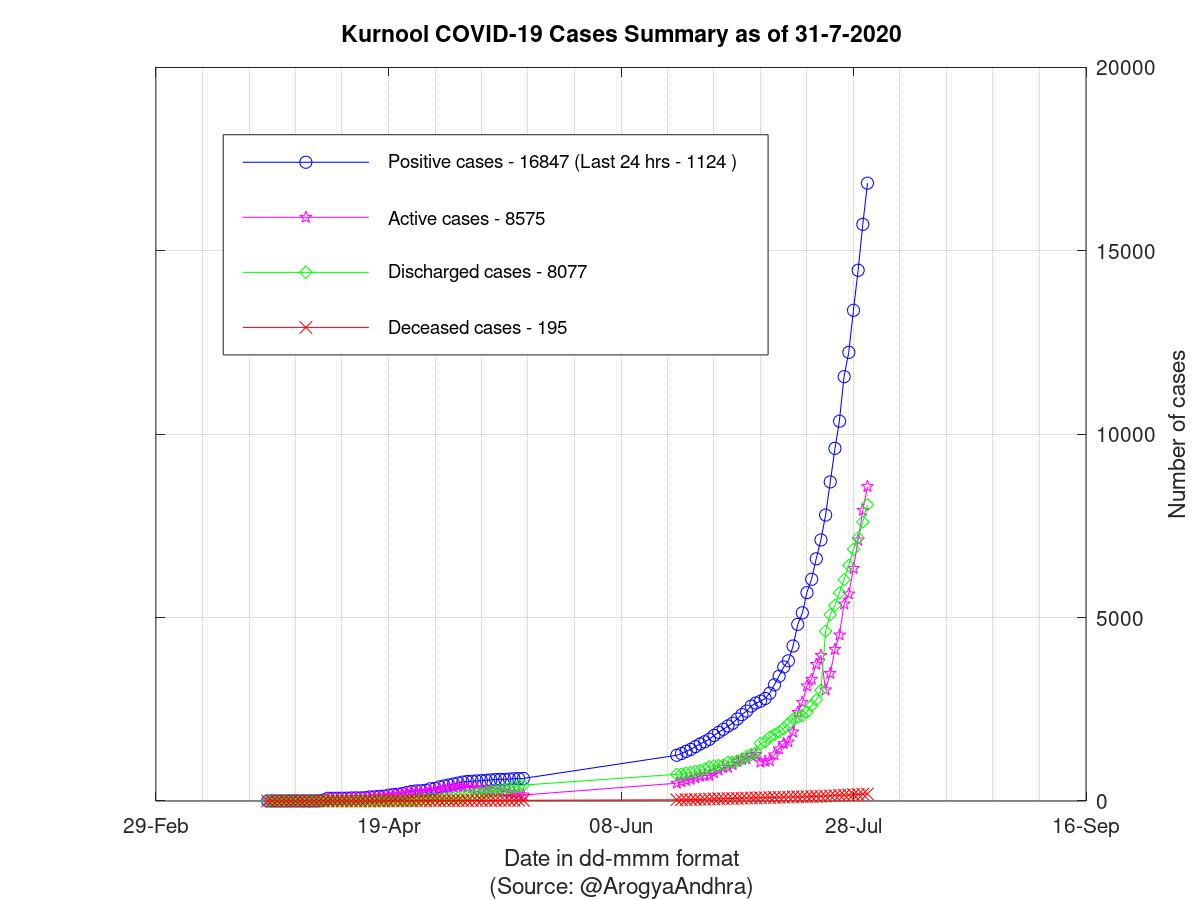 Kurnool COVID-19 Cases Summary as of 31-7-2020
20000
Positive cases - 16847 (Last 24 hrs - 1124 )
Active cases - 8575
15000
Discharged cases - 8077
Deceased cases - 195
10000
Number of cases
5000
0
29-Feb 19-Apr 08-Jun 28-Jul 16-Sep
Date in dd-mmm format
(Source: @ArogyaAndhra)